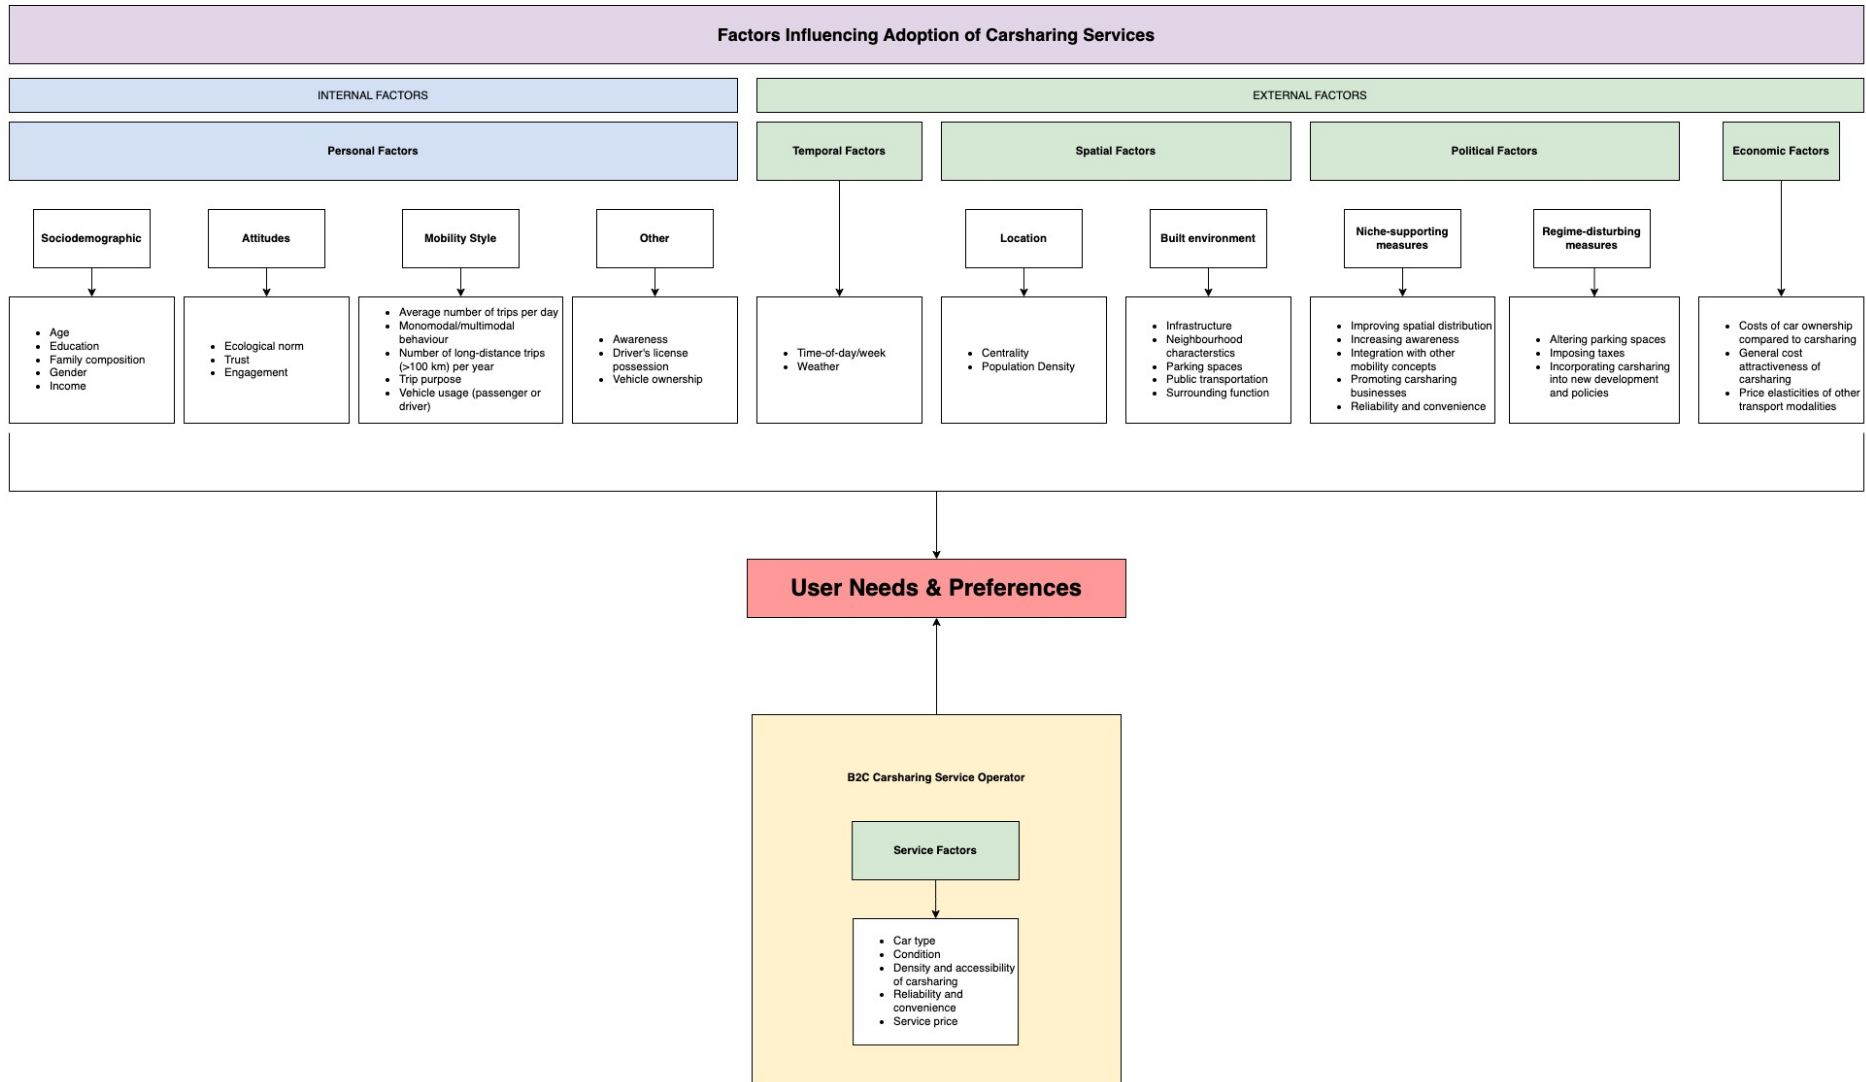 Factors Influencing Adoption of Carsharing Services
INTERNAL FACTORS
EXTERNAL FACTORS
Personal Factors
Temporal Factors
Spatial Factors
Political Factors
Economic Factors
Sociodemographic
Attitudes
Mobility Style
Other
Location
Built environment
Niche-supporting
measures
Regime-disturbing
measures
Age
Education
Family composition
Gender
Income
Ecological norm
Trust
Engagement
Average number of trips per day
Monomodal/multimodal
behaviour
Number of long-distance trips
(>100 km) per year
Trip purpose
Vehicle usage (passenger or
driver)
Awareness
Driver's license
possession
Vehicle ownership
Time-of-day/week
Weather
Centrality
Population Density
Infrastructure
Neighbourhood
characterstics
Parking spaces
Public transportation
Surrounding function
Improving spatial distribution
Increasing awareness
Integration with other
mobility concepts
Promoting carsharing
businesses
Reliability and convenience
Altering parking spaces
Imposing taxes
Incorporating carsharing
into new development
and policies
Costs of car ownership
compared to carsharing
General cost
attractiveness of
carsharing
Price elasticities of other
transport modalities
User Needs & Preferences
B2C Carsharing Service Operator
Service Factors
Car type
Condition
Density and accessibility
of carsharing
Reliability and
convenience
Service price